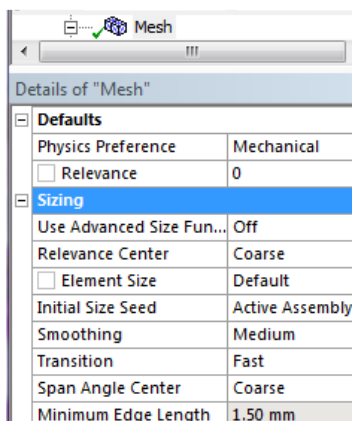 Mesh
Details of "Mesh"
Defaults
Physics Preference Mechanical
Relevance 0
Sizing
Use Advanced Size Fun... Off
Relevance Center Coarse
Element Size Default
Initial Size Seed Active Assembly
Smoothing Medium
Transition Fast
Span Angle Center Coarse
Minimum Edge Length 1.50 mm